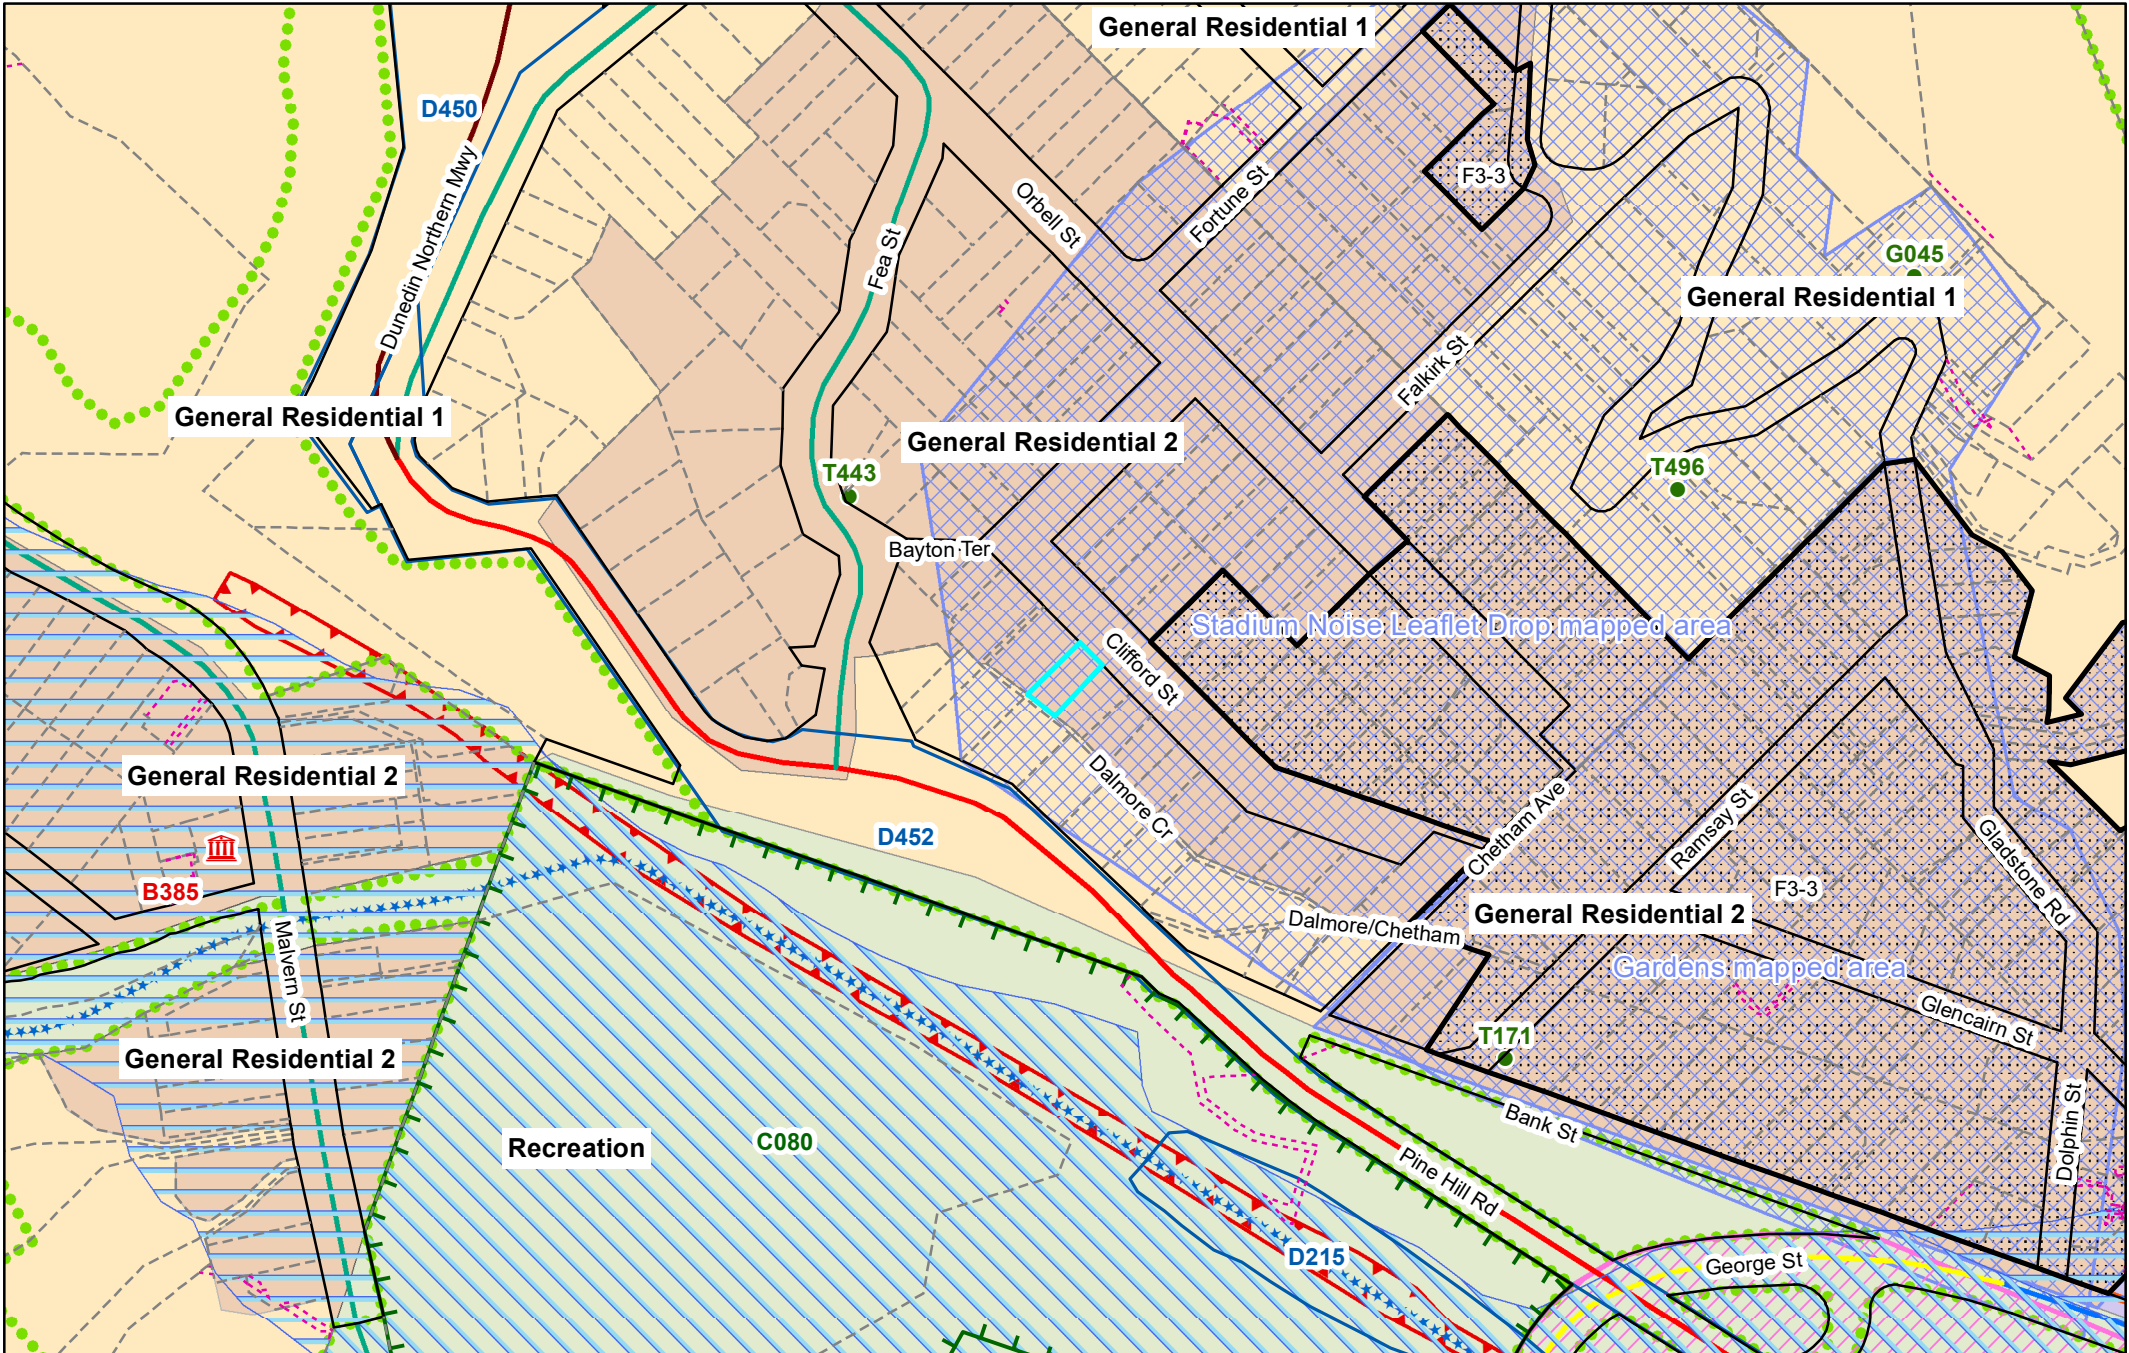 General Residential 1
D450
Dunedin Northern Mwy
F3-3
Orbell St
Fortune St
Fea St
G045
General Residential 1
Falkirk St
General Residential 1
General Residential 2
T443
T496
Bayton Ter
Stadium Noise Leaflet Drop mapped area
Clifford St
General Residential 2
Dalmore Cr
D452
Chetham Ave
Ramsay St
Gladstone Rd
B385
F3-3
General Residential 2
Dalmore/Chetham
Malvern St
Gardens mapped area
Glencairn St
T171
General Residential 2
Bank St
Dolphin St
Recreation
C080
Pine Hill Rd
D215
George St